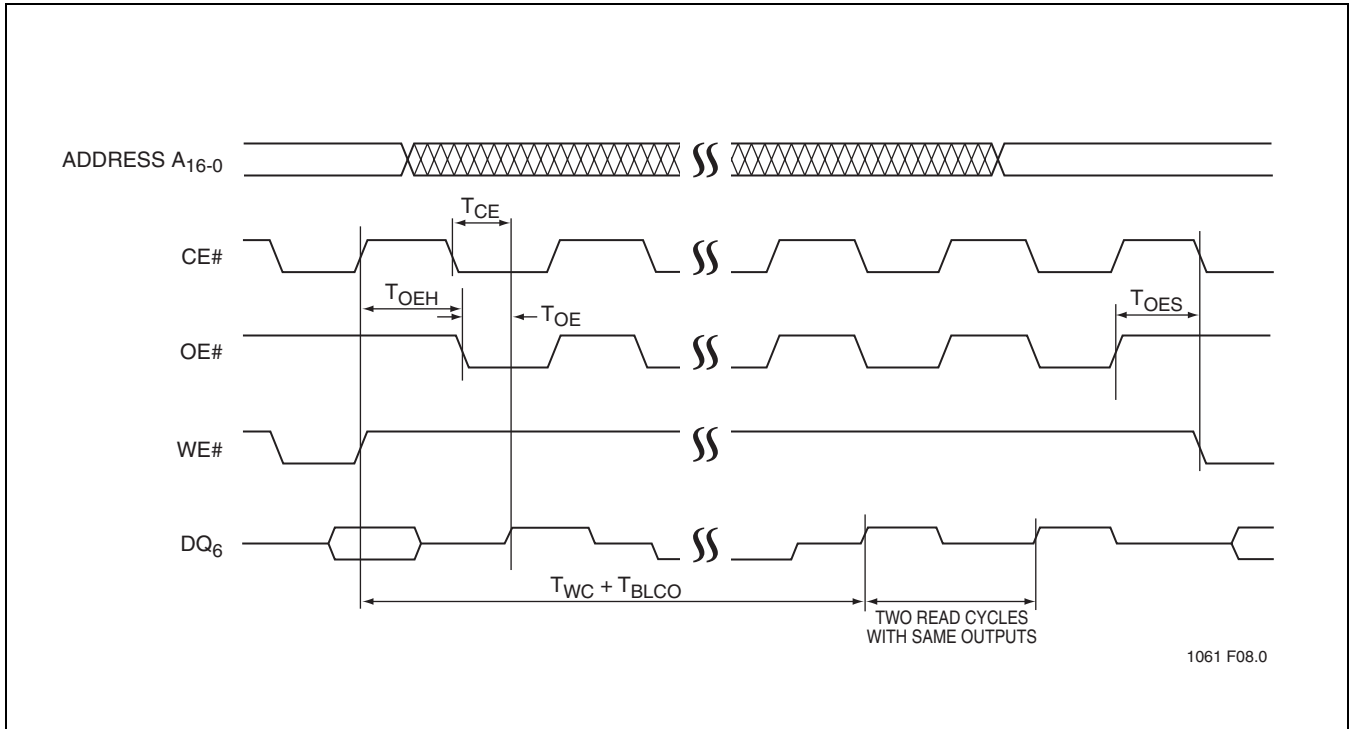 ADDRESS A16-0
TCE
CE#
TOEH
TOE
TOES
OE#
WE#
DQ6
TWC + TBLCO
TWO READ CYCLES
WITH SAME OUTPUTS
1061 F08.0